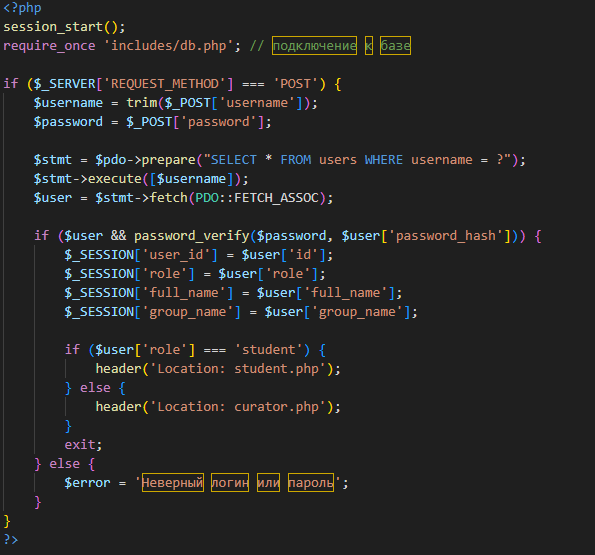 <?php
session_start();
require_once 'includes/db.php'; // подключение к базе
if ($_SERVER['REQUEST_METHOD'] === 'POST') {
$username = trim($_POST['username']);
$password = $_POST['password'];
$stmt = $pdo->prepare("SELECT * FROM users WHERE username = ?");
$stmt->execute([$username]);
$user = $stmt->fetch(PDO::FETCH_ASSOC);
if ($user && password_verify($password, $user['password_hash'])) {
$_SESSION['user_id'] = $user['id'];
$_SESSION['role'] = $user['role'];
$_SESSION['full_name'] = $user['full_name'];
$_SESSION['group_name'] = $user['group_name'];
if ($user['role'] === 'student') {
header('Location: student.php');
} else {
header('Location: curator.php');
}
exit;
} else {
$error = 'Неверный логин или пароль';
}
}
?>